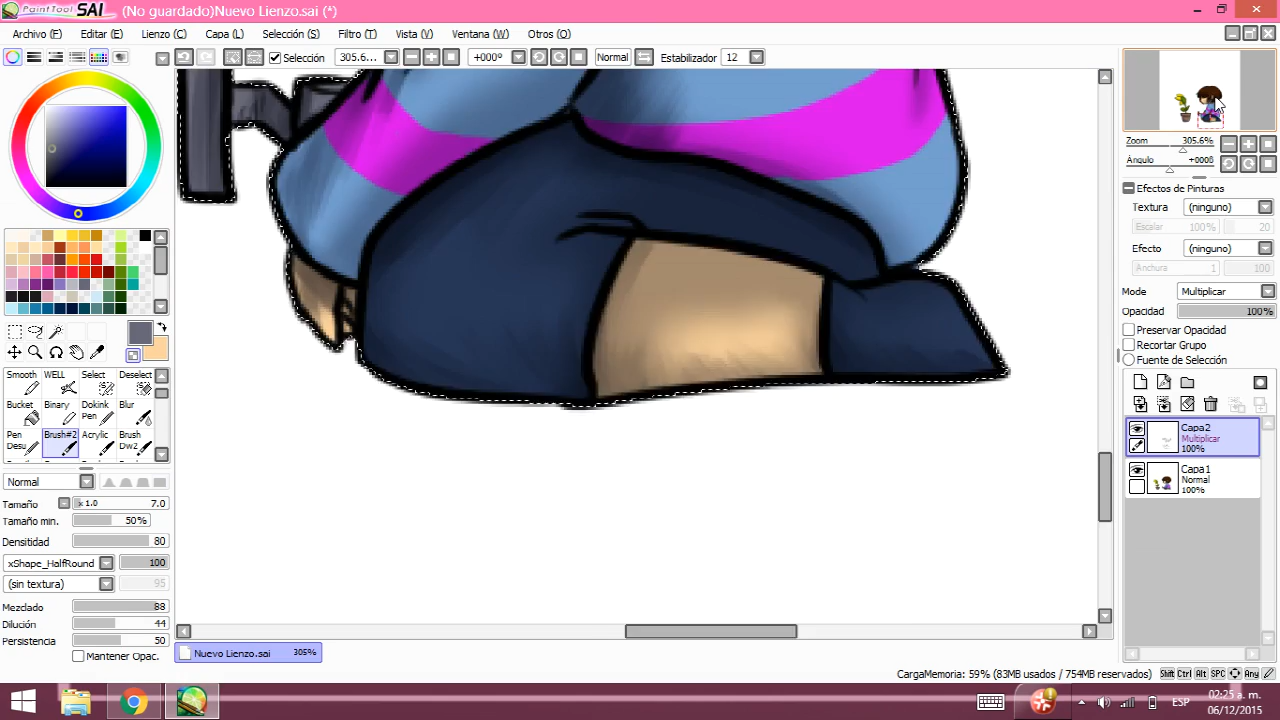 PaintTool SAI (No guardado)Nuevo Lienzo.sai (*)
Archivo (F) Editar (E) Lienzo (C) Capa (L) Selección (S) Filtro (T) Vista (V) Ventana (W) Otros (O)
Selección 305.6... +000º Normal Estabilizador 12
Zoom 305.6%
Ángulo +000º
Efectos de Pinturas
Textura (ninguno)
Escalar 100% 20
Efecto (ninguno)
Anchura 1 100
Modo Multiplicar
Opacidad 100%
Preservar Opacidad
Recortar Grupo
Fuente de Selección
Capa2
Multiplicar
100%
Capa1
Normal
100%
Smooth WELL Select Deselect
Bucket Binary Dokink Pen Blur
Pen Desu Brush#2 Acrylic Brush Dw2
Normal
Tamaño x 1.0 7.0
Tamaño min. 50%
Densitidad 80
xShape_HalfRound 100
(sin textura) 95
Mezclado 88
Dilución 44
Persistencia 50
Mantener Opac.
Nuevo Lienzo.sai 305%
CargaMemoria: 59% (83MB usados / 754MB reservados) Shift Ctrl Alt SPC Any
ESP
02:25 a. m.
06/12/2015